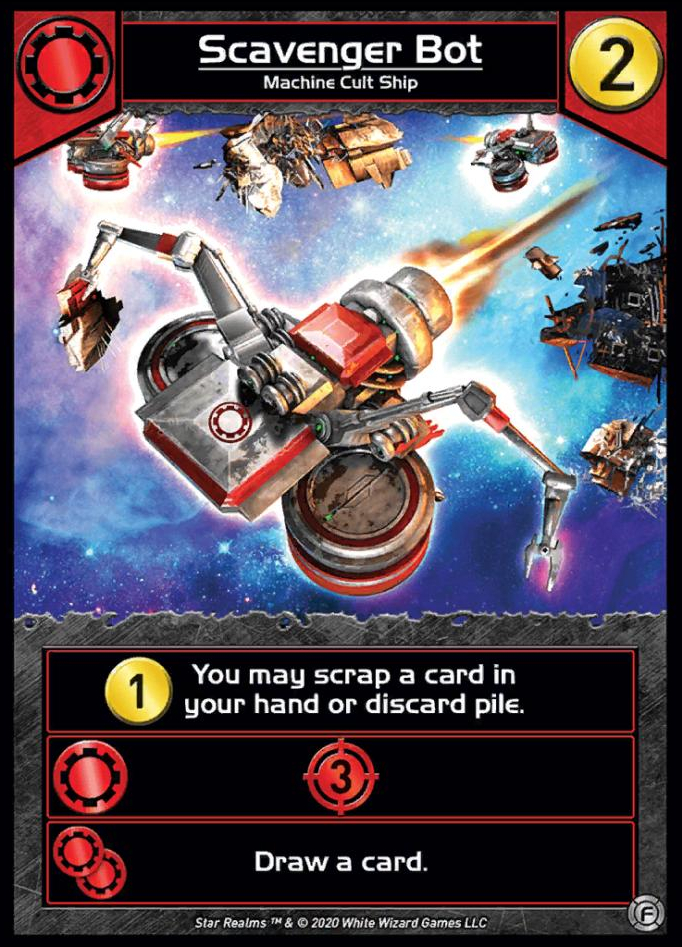 Scavenger Bot
Machine Cult Ship
2
1
You may scrap a card in
your hand or discard pile.
3
Draw a card.
Star Realms ™ & © 2020 White Wizard Games LLC
F